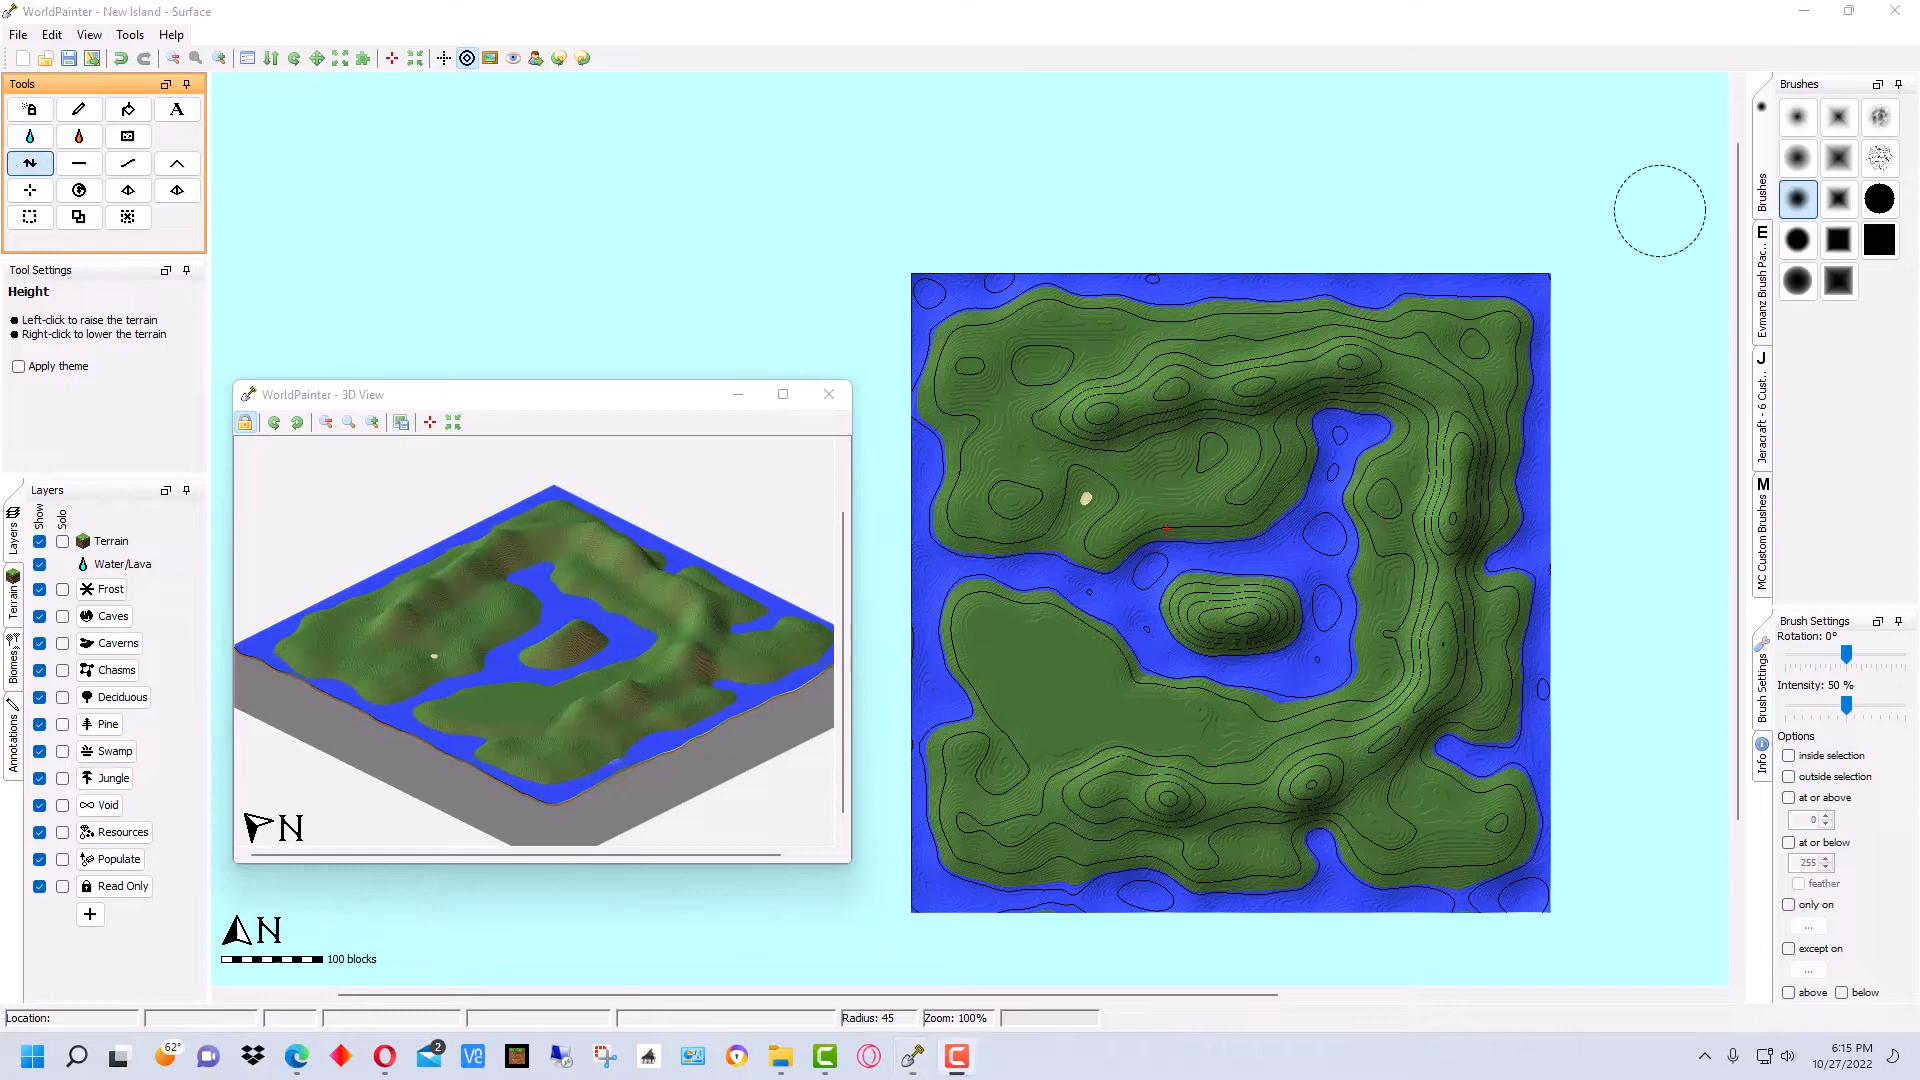 WorldPainter - New Island - Surface
File Edit View Tools Help
Tools
A
Tool Settings
Height
Left-click to raise the terrain
Right-click to lower the terrain
Apply theme
Layers
Show
Solo
Terrain
Water/Lava
Frost
Caves
Caverns
Chasms
Deciduous
Pine
Swamp
Jungle
Void
Resources
Populate
Read Only
+
Layers
Terrain
Biomes
Annotations
WorldPainter - 3D View
N
N
100 blocks
Brushes
Brushes
E
Evmanz Brush Pac...
J
Jeracraft - 6 Cust...
M
MC Custom Brushes
Brush Settings
Info
Brush Settings
Rotation: 0°
Intensity: 50 %
Options
inside selection
outside selection
at or above
0
at or below
255
feather
only on
...
except on
...
above below
Location:
Radius: 45
Zoom: 100%
62°
2
6:15 PM
10/27/2022